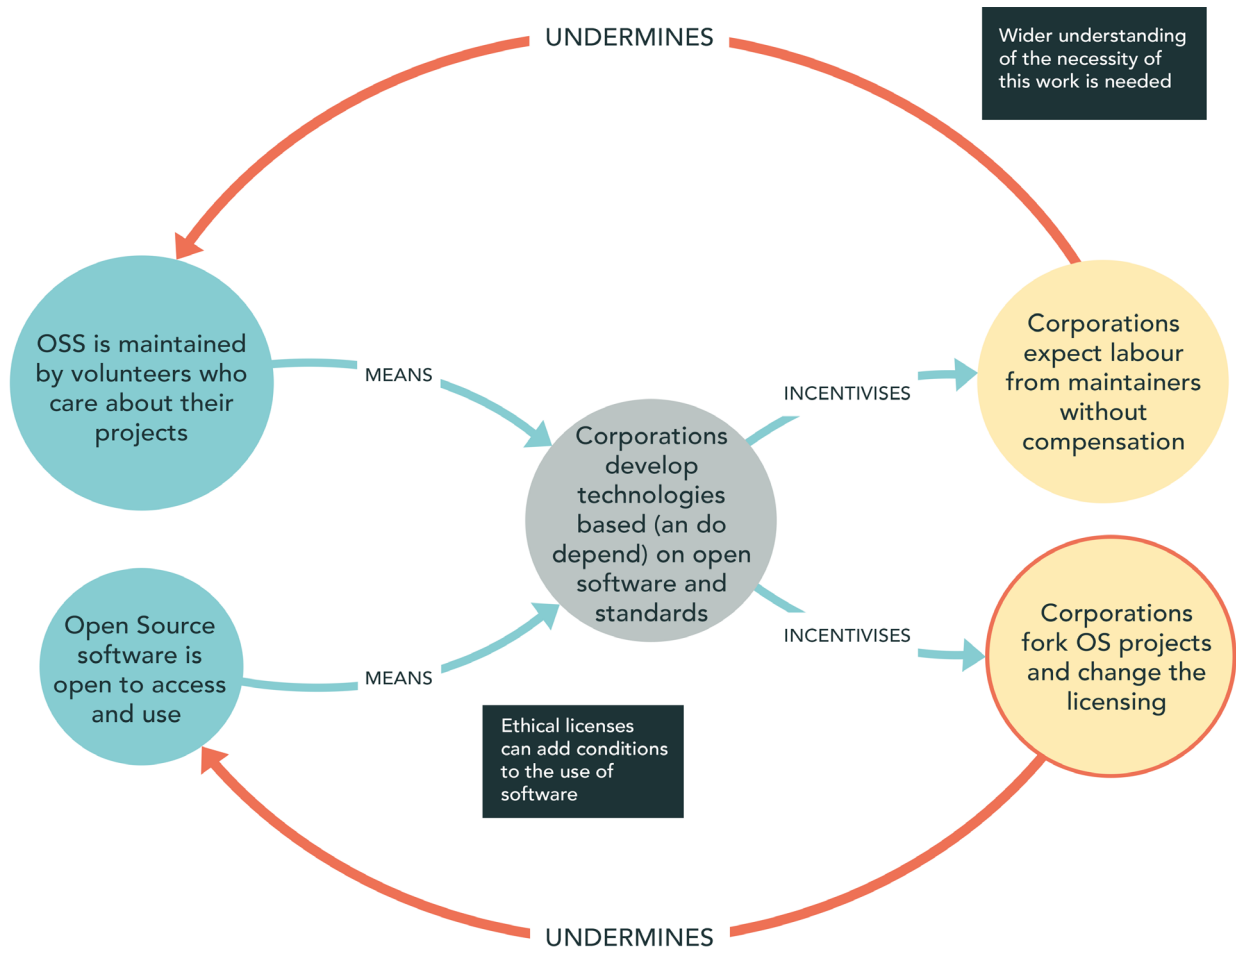 UNDERMINES
Wider understanding
of the necessity of
this work is needed
OSS is maintained
by volunteers who
care about their
projects
MEANS
INCENTIVISES
Corporations
expect labour
from maintainers
without
compensation
Corporations
develop
technologies
based (an do
depend) on open
software and
standards
Open Source
software is
open to access
and use
MEANS
INCENTIVISES
Corporations
fork OS projects
and change the
licensing
Ethical licenses
can add conditions
to the use of
software
UNDERMINES